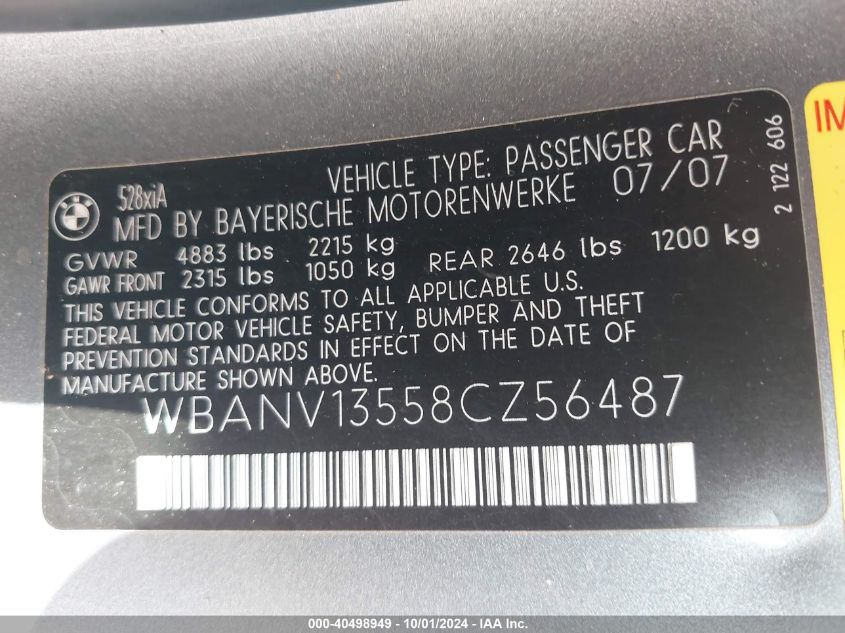 528xiA
VEHICLE TYPE: PASSENGER CAR
MFD BY BAYERISCHE MOTORENWERKE 07/07
GVWR 4883 lbs 2215 kg
GAWR FRONT 2315 lbs 1050 kg REAR 2646 lbs 1200 kg
THIS VEHICLE CONFORMS TO ALL APPLICABLE U.S.
FEDERAL MOTOR VEHICLE SAFETY, BUMPER AND THEFT
PREVENTION STANDARDS IN EFFECT ON THE DATE OF
MANUFACTURE SHOWN ABOVE.
WBANV13558CZ56487
2 122 606
IM
BMW
000-40498949 - 10/01/2024 - IAA Inc.